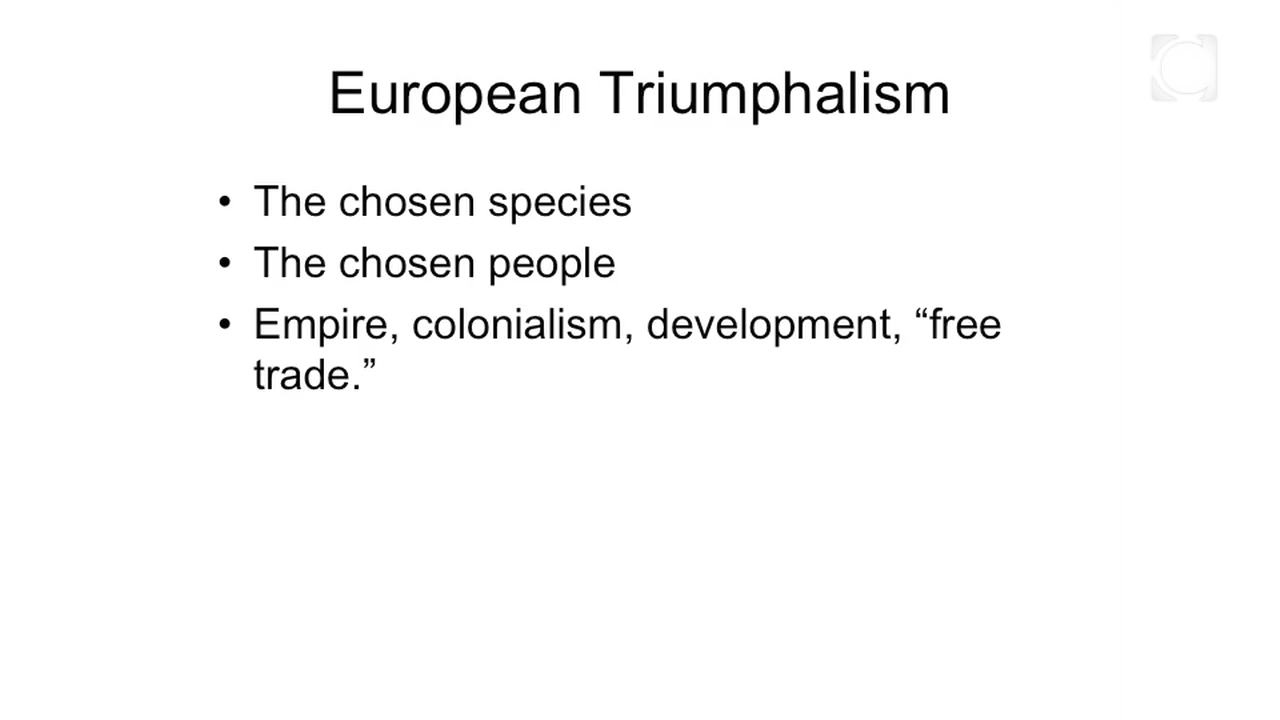 European Triumphalism
• The chosen species
• The chosen people
• Empire, colonialism, development, “free
trade.”